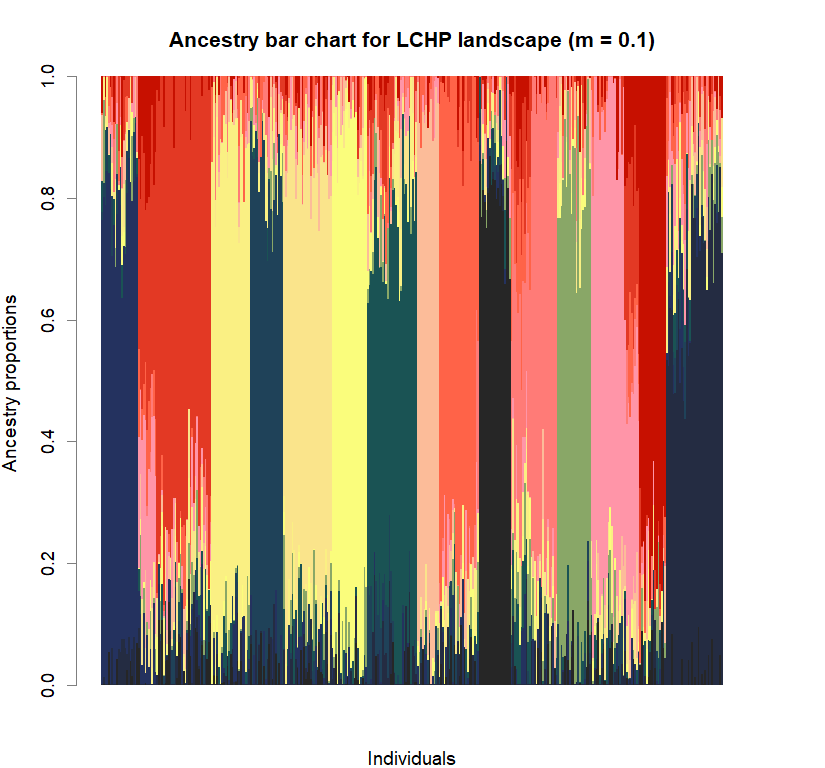 Ancestry bar chart for LCHP landscape (m = 0.1)
1.0
0.8
0.6
0.4
0.2
0.0
Ancestry proportions
Individuals